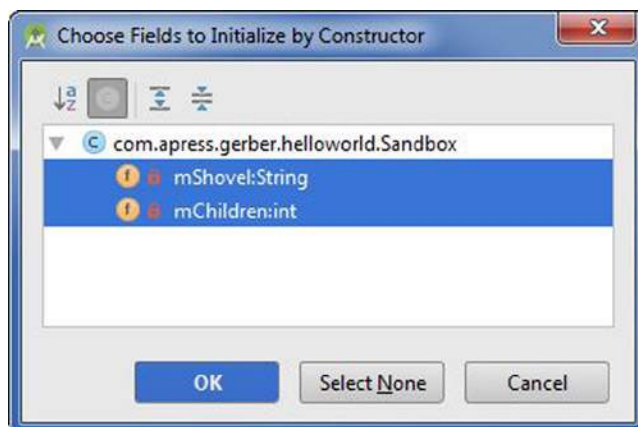 Choose Fields to Initialize by Constructor
com.apress.gerber.helloworld.Sandbox
mShovel:String
mChildren:int
OK
Select None
Cancel